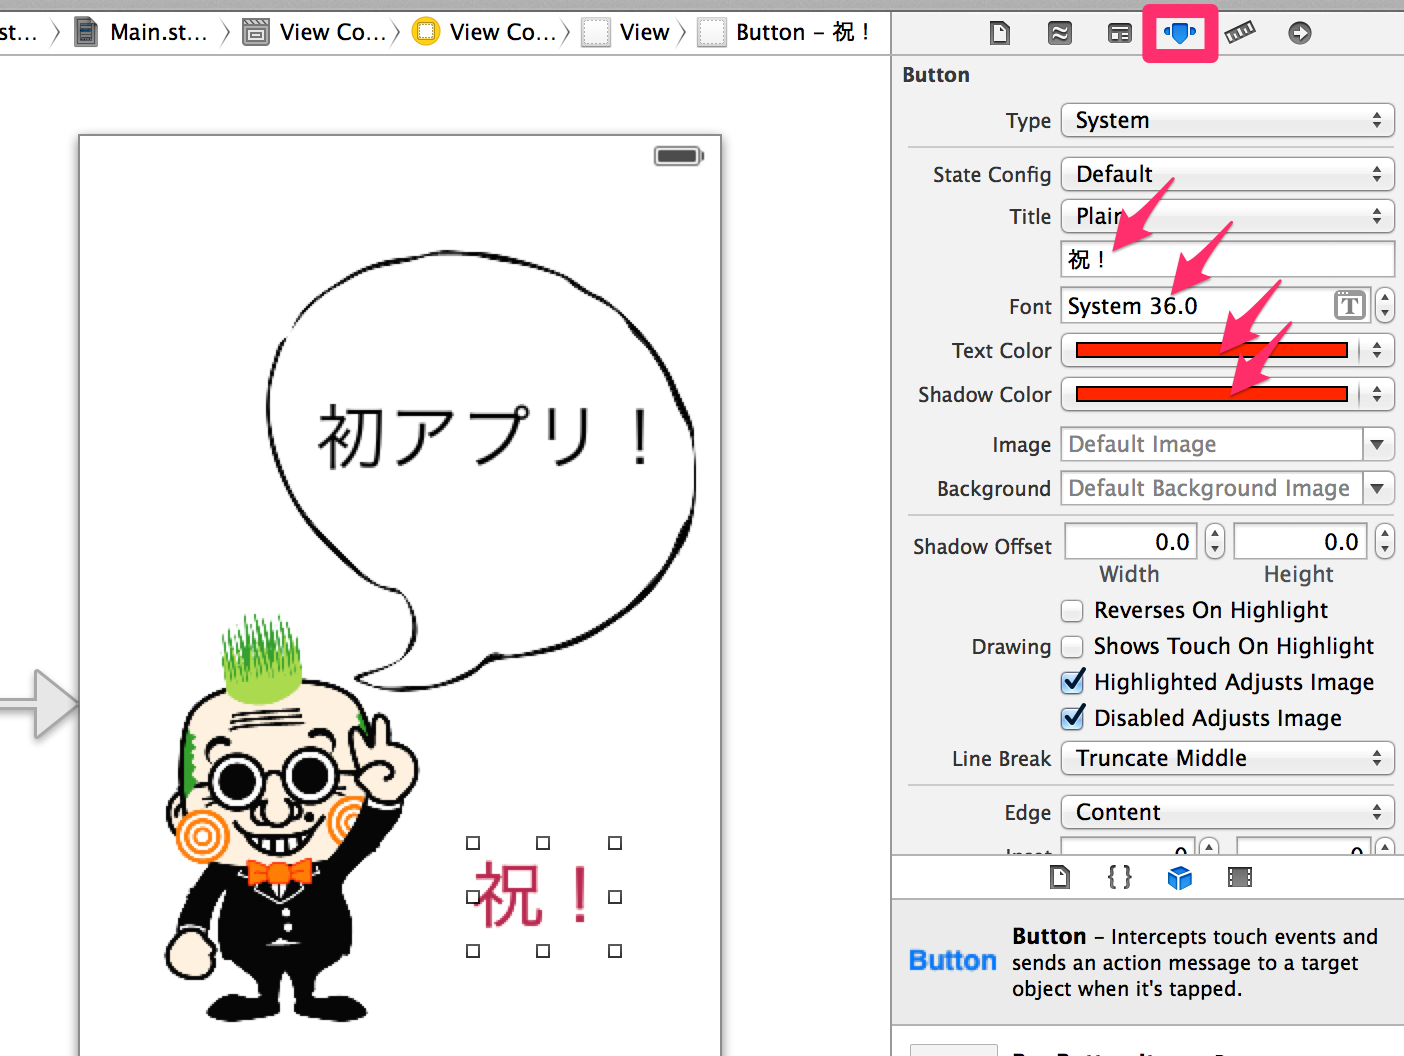 st... Main.st... View Co... View Co... View Button – 祝！
Button
Type System
State Config Default
Title Plain
祝！
Font System 36.0 T
Text Color
Shadow Color
Image Default Image
Background Default Background Image
Shadow Offset 0.0 0.0
Width Height
Reverses On Highlight
Drawing Shows Touch On Highlight
Highlighted Adjusts Image
Disabled Adjusts Image
Line Break Truncate Middle
Edge Content
Inset 0 0
初アプリ！
祝！
{ }
Button Button – Intercepts touch events and
sends an action message to a target
object when it's tapped.